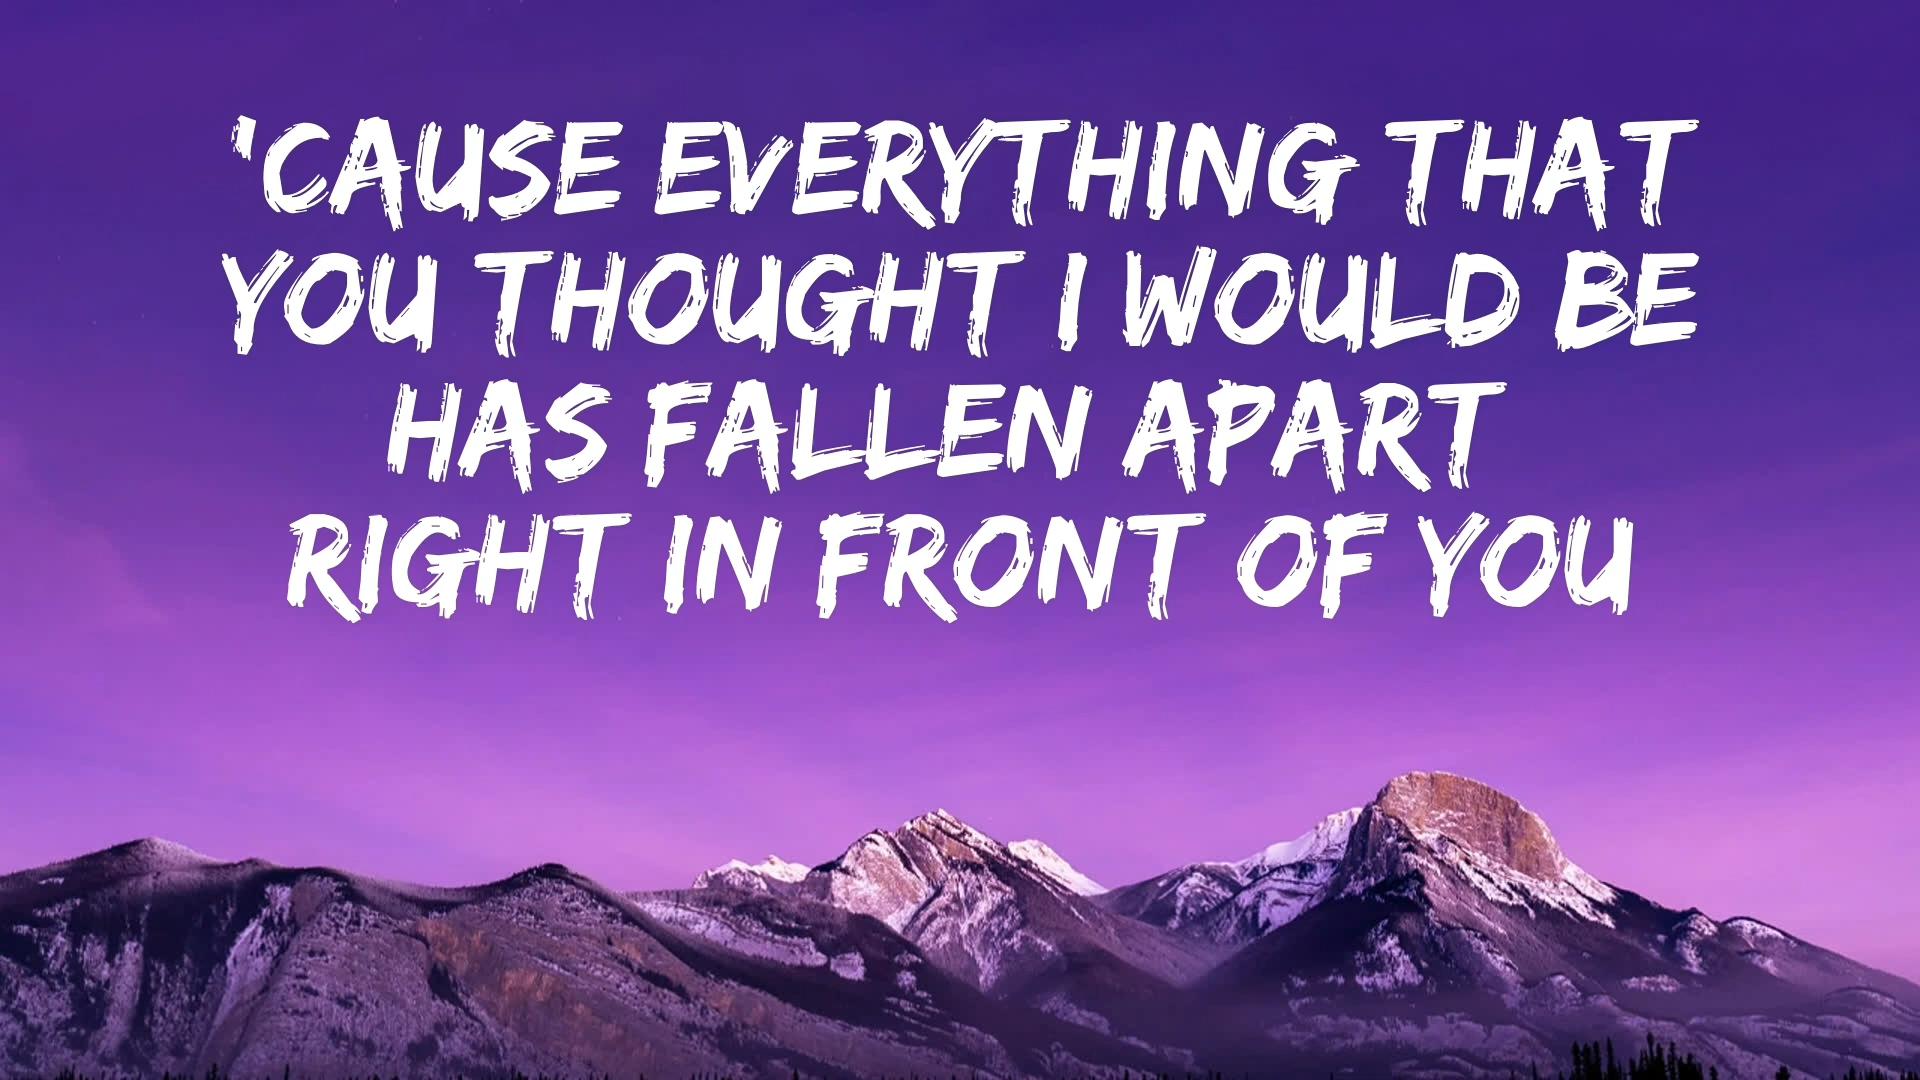 'CAUSE EVERYTHING THAT
YOU THOUGHT I WOULD BE
HAS FALLEN APART
RIGHT IN FRONT OF YOU